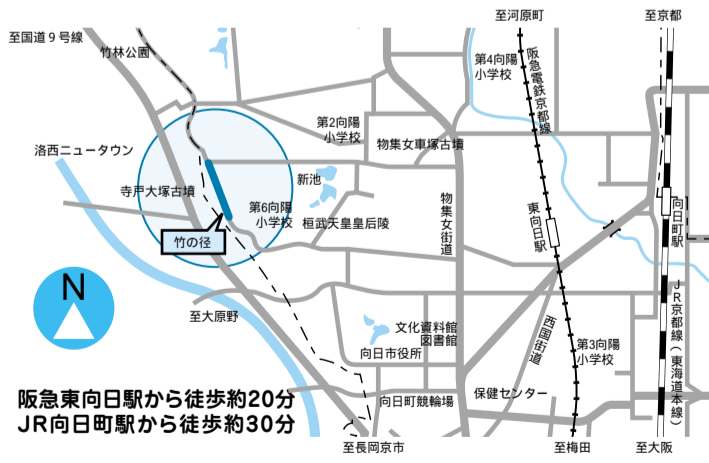 至河原町
至京都
至国道9号線
竹林公園
第4向陽
小学校
阪急電鉄京都線
第2向陽
小学校
物集女車塚古墳
洛西ニュータウン
寺戸大塚古墳
新池
第6向陽
小学校
桓武天皇皇后陵
物集女街道
東向日駅
向日町駅
竹の径
N
至大原野
文化資料館
図書館
向日市役所
西国街道
第3向陽
小学校
JR京都線(東海道本線)
阪急東向日駅から徒歩約20分
JR向日町駅から徒歩約30分
向日町競輪場
保健センター
至長岡京市
至梅田
至大阪